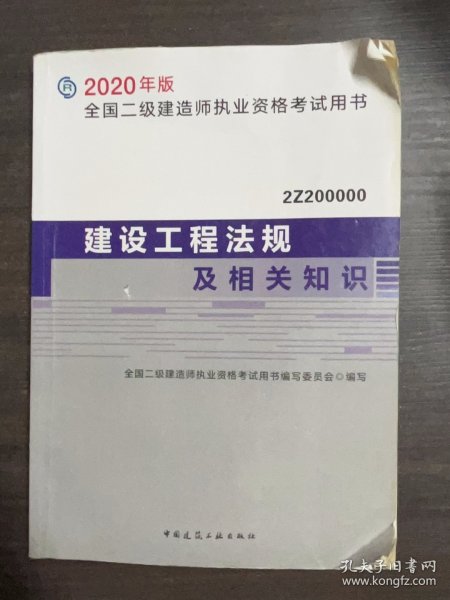 R
2020年版
全国二级建造师执业资格考试用书
2Z200000
建设工程法规
及相关知识
全国二级建造师执业资格考试用书编写委员会◎编写
中国建筑工业出版社
孔夫子旧书网
www.kongfz.com